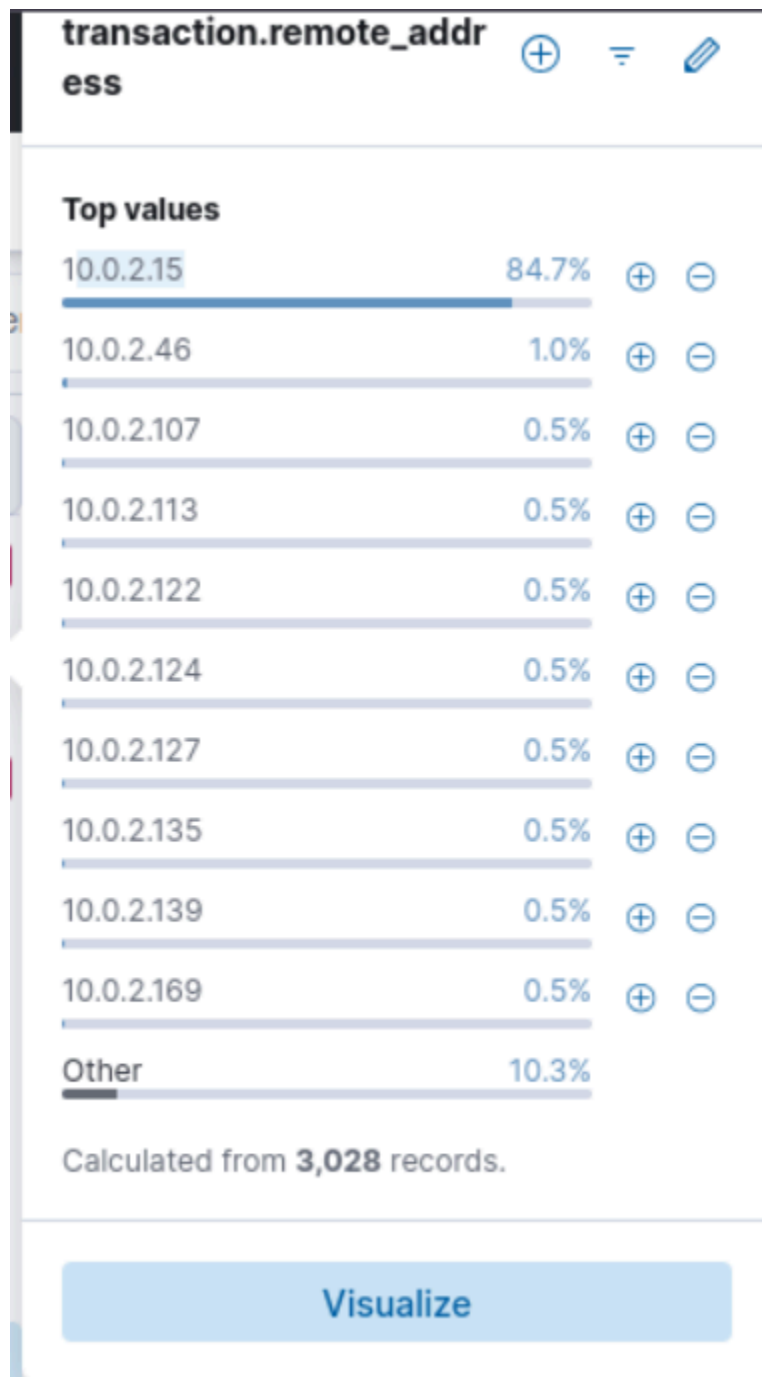 transaction.remote_addr
ess
Top values
10.0.2.15 84.7%
10.0.2.46 1.0%
10.0.2.107 0.5%
10.0.2.113 0.5%
10.0.2.122 0.5%
10.0.2.124 0.5%
10.0.2.127 0.5%
10.0.2.135 0.5%
10.0.2.139 0.5%
10.0.2.169 0.5%
Other 10.3%
Calculated from 3,028 records.
Visualize